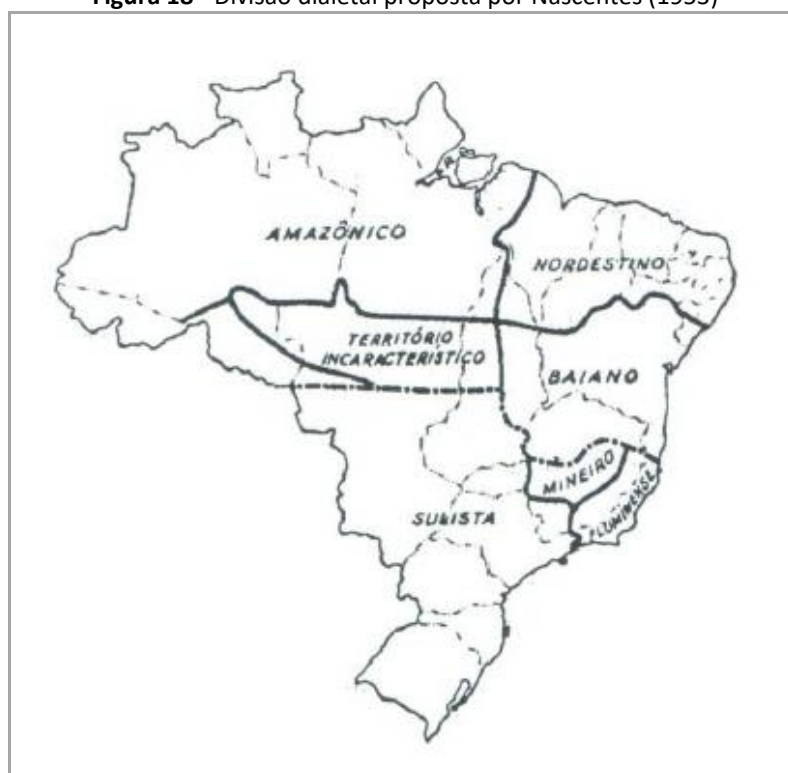 Figura 18 - Divisão dialetal proposta por Nascentes (1953)
AMAZÔNICO
NORDESTINO
TERRITÓRIO
INCARACTERÍSTICO
BAIANO
MINEIRO
FLUMINENSE
SULISTA